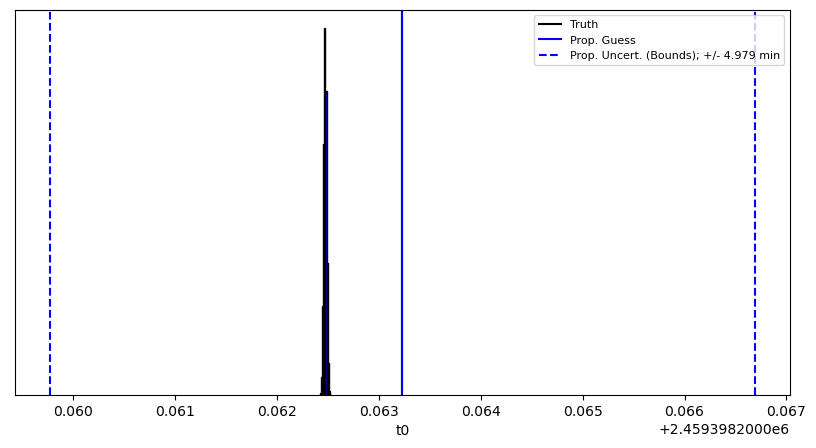 Truth
Prop. Guess
Prop. Uncert. (Bounds); +/- 4.979 min
0.060 0.061 0.062 0.063 0.064 0.065 0.066 0.067
t0
+2.4593982000e6